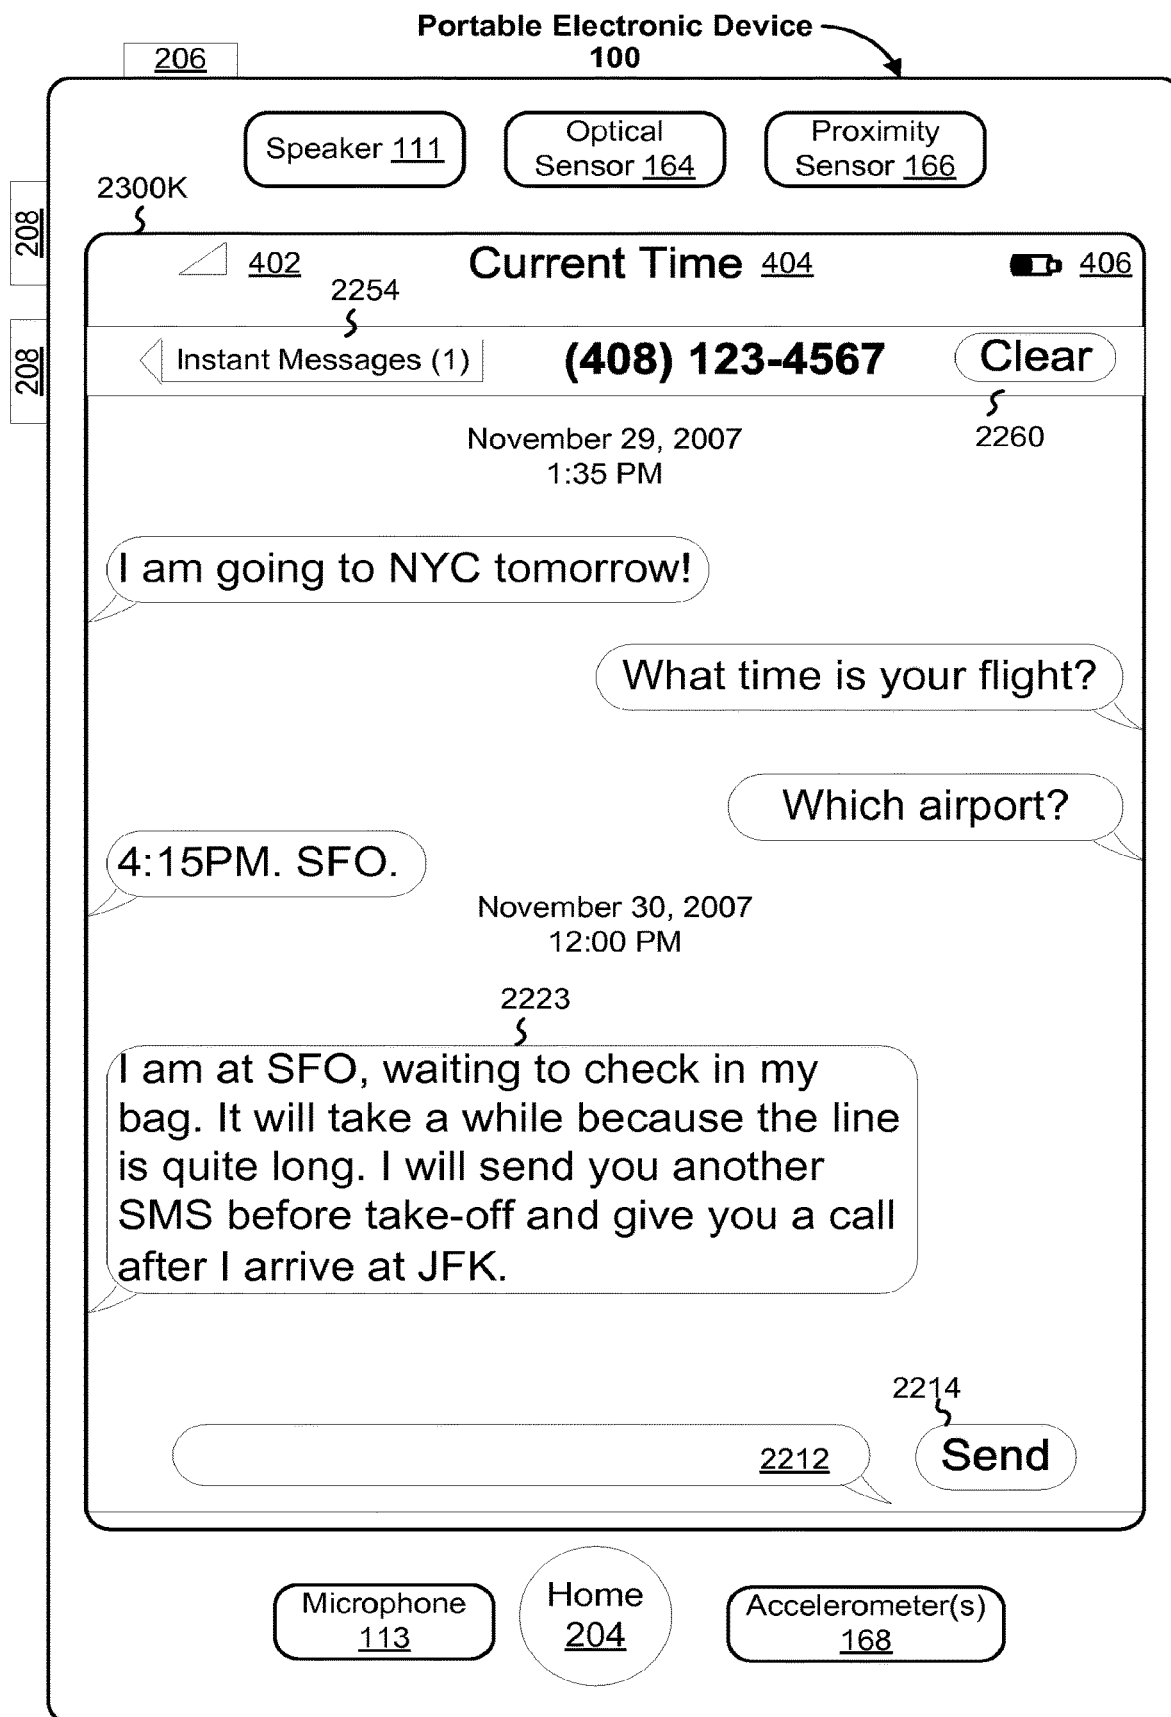 Portable Electronic Device
100
206
Speaker 111
Optical
Sensor 164
Proximity
Sensor 166
2300K
208
402
Current Time 404
406
2254
Instant Messages (1)
(408) 123-4567
Clear
208
2260
November 29, 2007
1:35 PM
I am going to NYC tomorrow!
What time is your flight?
Which airport?
4:15PM. SFO.
November 30, 2007
12:00 PM
2223
I am at SFO, waiting to check in my
bag. It will take a while because the line
is quite long. I will send you another
SMS before take-off and give you a call
after I arrive at JFK.
2214
2212
Send
Microphone
113
Home
204
Accelerometer(s)
168